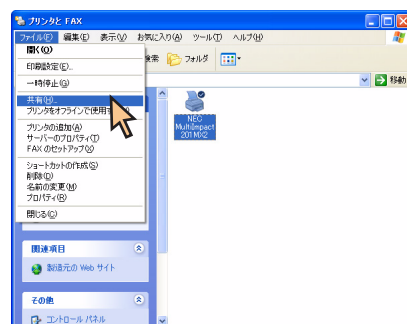 プリンタと FAX
ファイル(F) 編集(E) 表示(V) お気に入り(A) ツール(T) ヘルプ(H)
開く(O)
印刷設定(E)...
一時停止(G)
共有(H)...
プリンタをオフラインで使用する
プリンタの追加(A)
サーバーのプロパティ(T)
FAX のセットアップ(X)
ショートカットの作成(S)
削除(D)
名前の変更(M)
プロパティ(R)
閉じる(C)
検索 フォルダ
移動
NEC
MultiImpact
201MX2
関連項目
製造元の Web サイト
その他
コントロール パネル